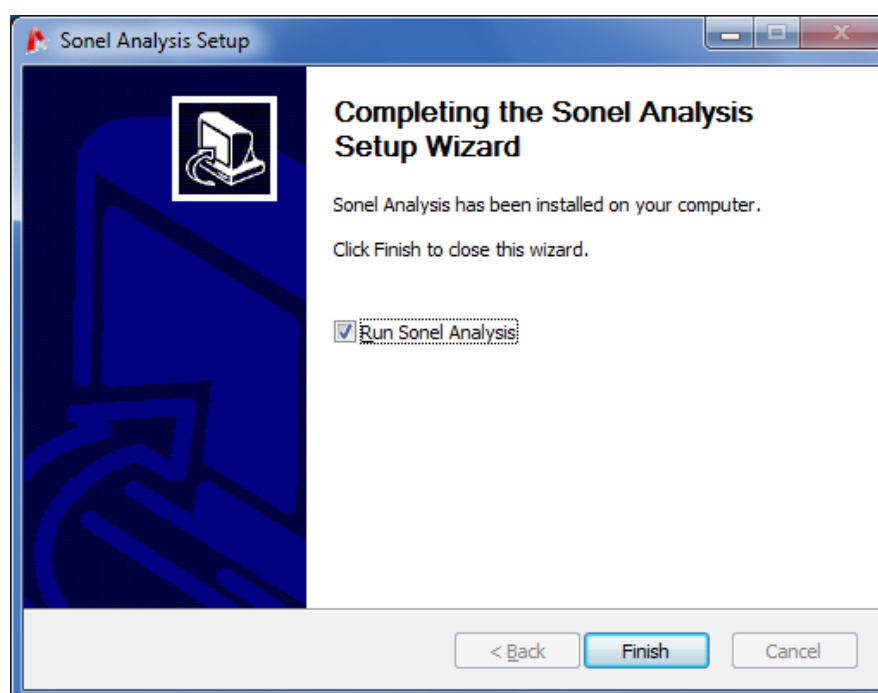 Sonel Analysis Setup
Completing the Sonel Analysis
Setup Wizard
Sonel Analysis has been installed on your computer.
Click Finish to close this wizard.
Run Sonel Analysis
< Back Finish Cancel